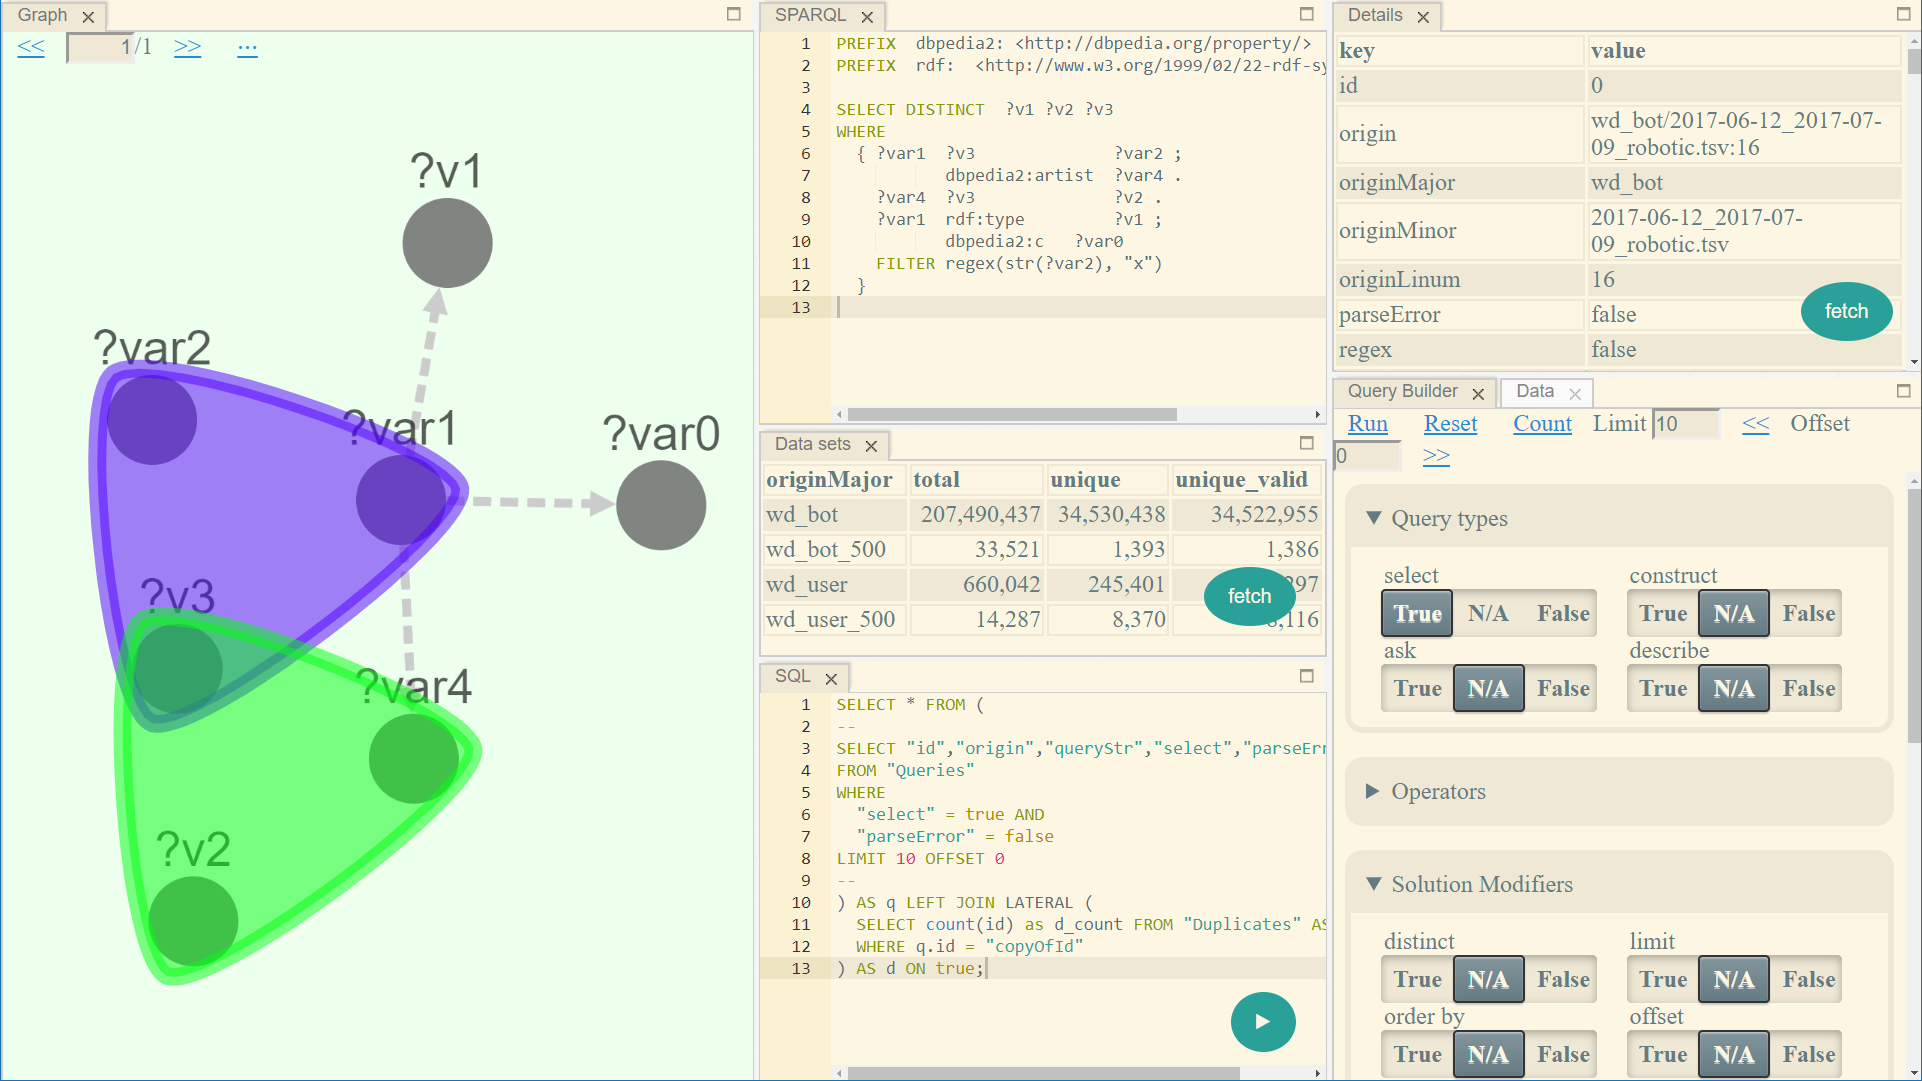 Graph
<< 1/1 >> ...
?v1
?var2
?var1
?var0
?v3
?var4
?v2
SPARQL
1 PREFIX dbpedia2: <http://dbpedia.org/property/>
2 PREFIX rdf: <http://www.w3.org/1999/02/22-rdf-sy
3
4 SELECT DISTINCT ?v1 ?v2 ?v3
5 WHERE
6 { ?var1 ?v3 ?var2 ;
7 dbpedia2:artist ?var4 .
8 ?var4 ?v3 ?v2 .
9 ?var1 rdf:type ?v1 ;
10 dbpedia2:c ?var0
11 FILTER regex(str(?var2), "x")
12 }
13
Data sets
originMajor total unique unique_valid
wd_bot 207,490,437 34,530,438 34,522,955
wd_bot_500 33,521 1,393 1,386
wd_user 660,042 245,401 397
wd_user_500 14,287 8,370 ,116
fetch
SQL
1 SELECT * FROM (
2 --
3 SELECT "id","origin","queryStr","select","parseErr
4 FROM "Queries"
5 WHERE
6 "select" = true AND
7 "parseError" = false
8 LIMIT 10 OFFSET 0
9 --
10 ) AS q LEFT JOIN LATERAL (
11 SELECT count(id) as d_count FROM "Duplicates" AS
12 WHERE q.id = "copyOfId"
13 ) AS d ON true;
Details
key value
id 0
origin wd_bot/2017-06-12_2017-07-
09_robotic.tsv:16
originMajor wd_bot
originMinor 2017-06-12_2017-07-
09_robotic.tsv
originLinum 16
parseError false
regex false
fetch
Query Builder Data
Run Reset Count Limit 10 << Offset
0 >>
Query types
select construct
True N/A False True N/A False
ask describe
True N/A False True N/A False
Operators
Solution Modifiers
distinct limit
True N/A False True N/A False
order by offset
True N/A False True N/A False